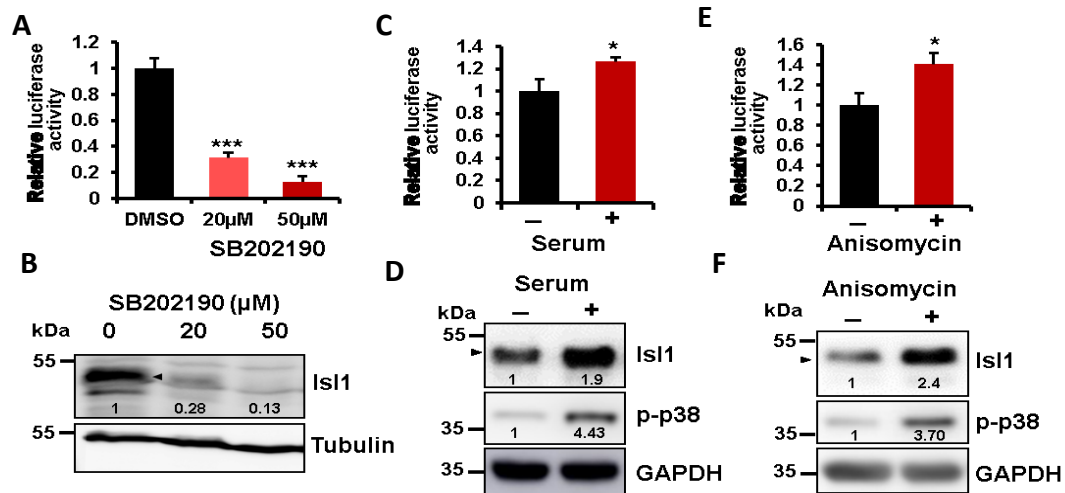 A
Relative luciferase
activity
1.2
1
0.8
0.6
0.4
0.2
0
***
***
DMSO 20µM 50µM
SB202190
B
SB202190 (µM)
kDa 0 20 50
55
Isl1
1 0.28 0.13
55
Tubulin
C
Relative luciferase
activity
1.4
1.2
1
0.8
0.6
0.4
0.2
0
*
– +
Serum
D
Serum
kDa – +
55
Isl1
1 1.9
p-p38
35
1 4.43
35
GAPDH
E
Relative luciferase
activity
1.6
1.4
1.2
1
0.8
0.6
0.4
0.2
0
*
– +
Anisomycin
F
Anisomycin
kDa – +
55
Isl1
1 2.4
p-p38
35
1 3.70
35
GAPDH